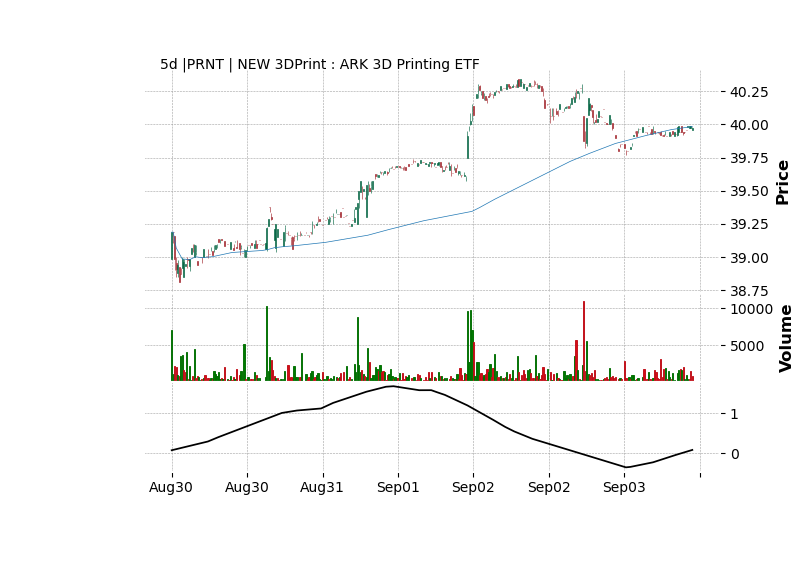 5d |PRNT | NEW 3DPrint : ARK 3D Printing ETF
40.25
40.00
39.75
39.50
39.25
39.00
38.75
Price
10000
5000
Volume
1
0
Aug30 Aug30 Aug31 Sep01 Sep02 Sep02 Sep03